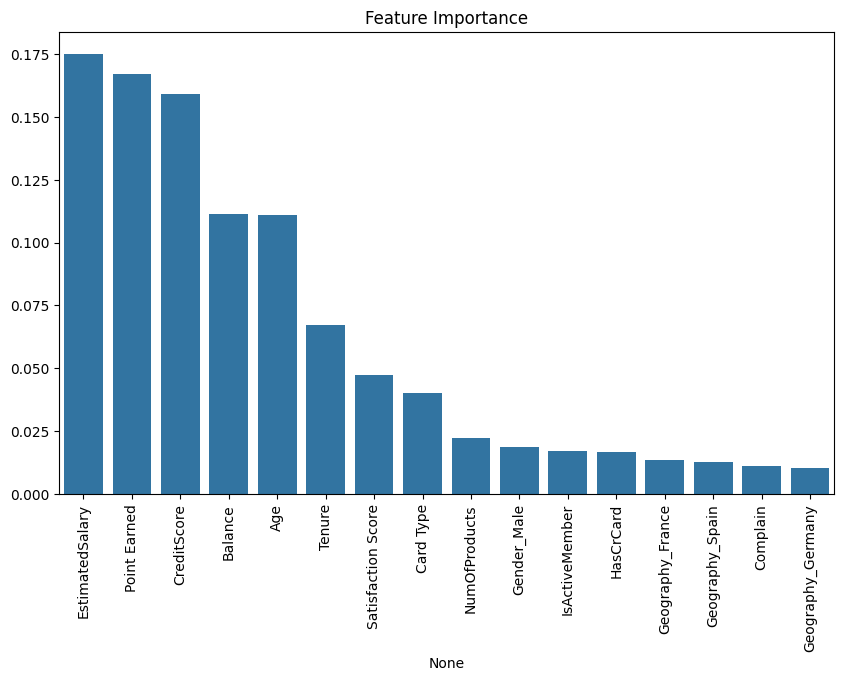 Feature Importance
0.175
0.150
0.125
0.100
0.075
0.050
0.025
0.000
EstimatedSalary
Point Earned
CreditScore
Balance
Age
Tenure
Satisfaction Score
Card Type
NumOfProducts
Gender_Male
IsActiveMember
HasCrCard
Geography_France
Geography_Spain
Complain
Geography_Germany
None